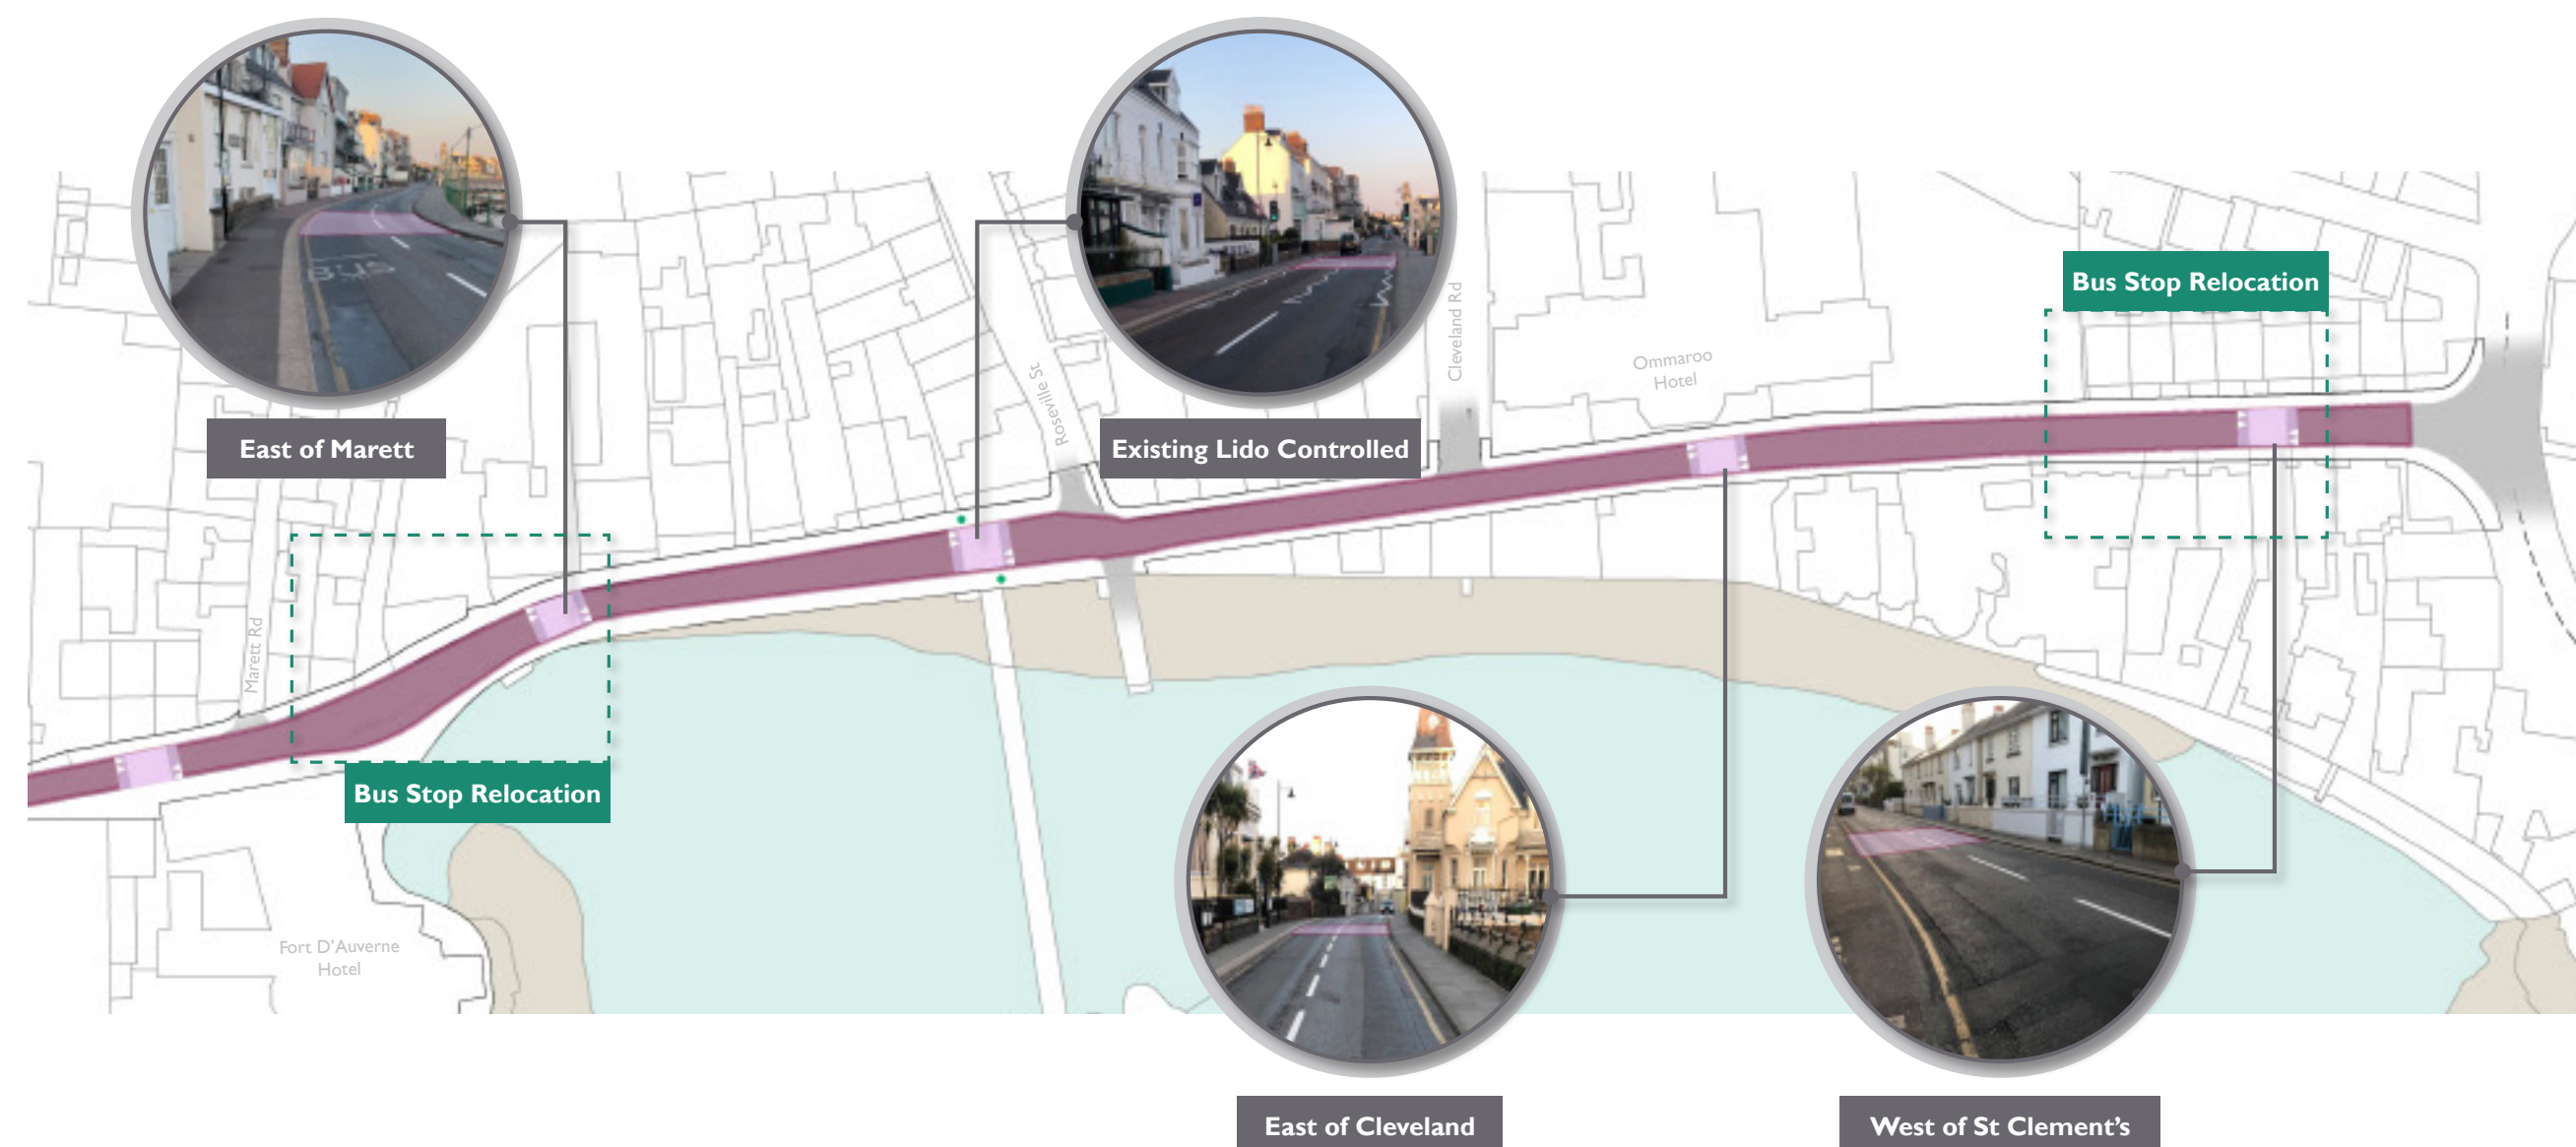 Bus Stop Relocation
Cleveland Rd
Ommaroo
Hotel
Roseville St
East of Marett
Existing Lido Controlled
BUS
Marett Rd
Bus Stop Relocation
Fort D'Auverne
Hotel
East of Cleveland
West of St Clement's